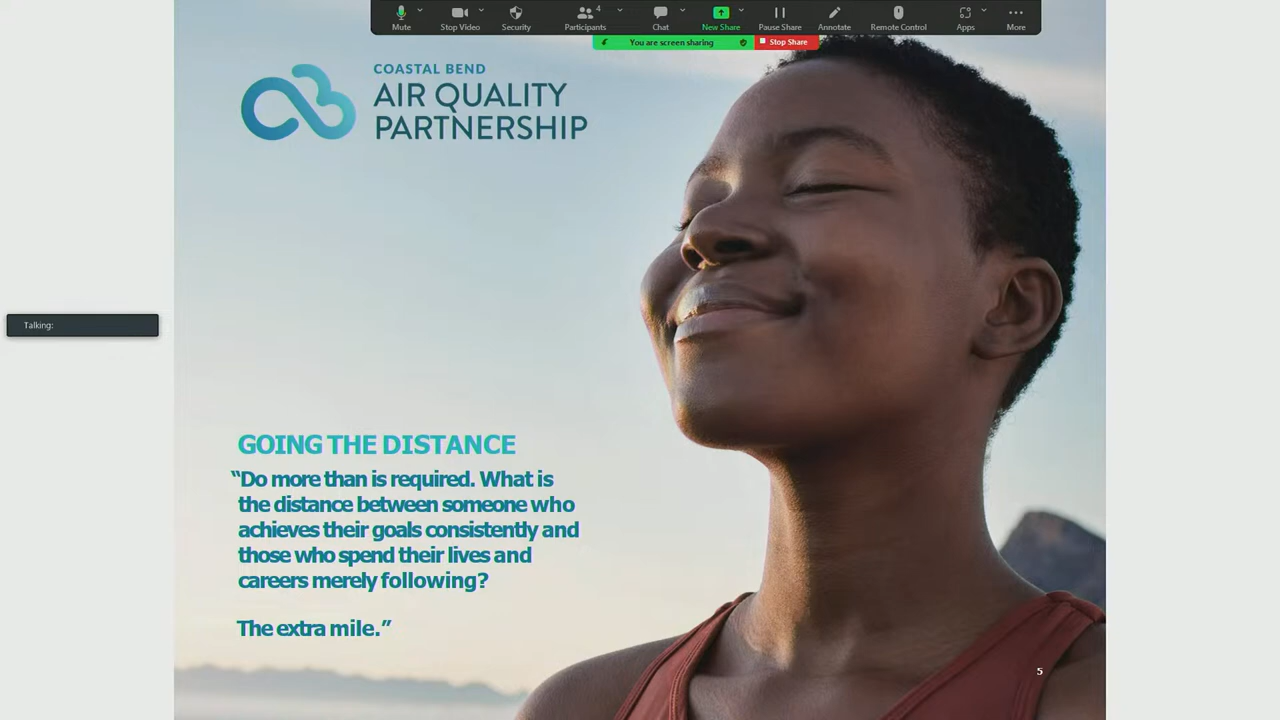 Mute
Stop Video
Security
Participants
4
Chat
New Share
Pause Share
Annotate
Remote Control
Apps
More
You are screen sharing
Stop Share
COASTAL BEND
AIR QUALITY
PARTNERSHIP
Talking:
GOING THE DISTANCE
“Do more than is required. What is
the distance between someone who
achieves their goals consistently and
those who spend their lives and
careers merely following?
The extra mile.”
5